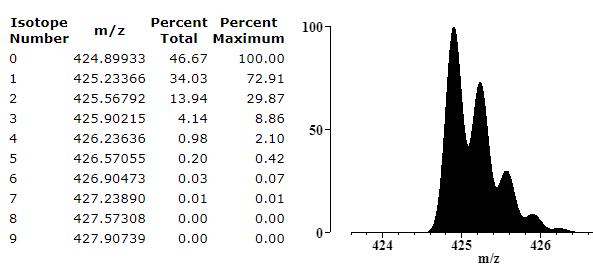 Isotope Number m/z Percent Total Percent Maximum
0 424.89933 46.67 100.00
1 425.23366 34.03 72.91
2 425.56792 13.94 29.87
3 425.90215 4.14 8.86
4 426.23636 0.98 2.10
5 426.57055 0.20 0.42
6 426.90473 0.03 0.07
7 427.23890 0.01 0.01
8 427.57308 0.00 0.00
9 427.90739 0.00 0.00
100
50
0
424 425 426
m/z